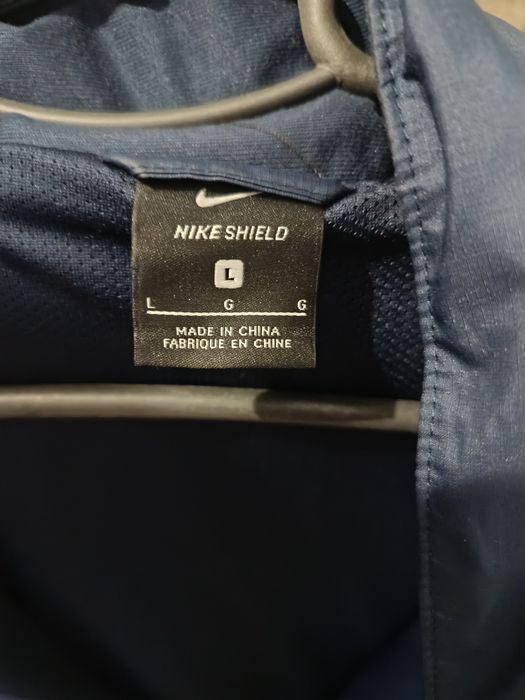 NIKE SHIELD
L
L G G
MADE IN CHINA
FABRIQUE EN CHINE